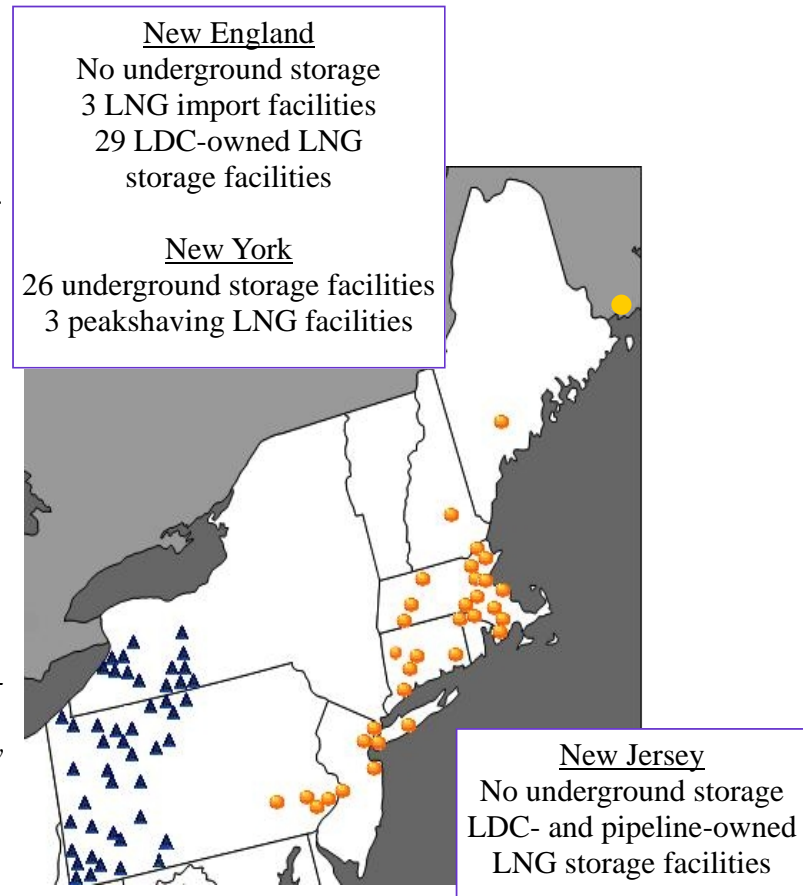 New England
No underground storage
3 LNG import facilities
29 LDC-owned LNG
storage facilities
New York
26 underground storage facilities
3 peakshaving LNG facilities
New Jersey
No underground storage
LDC- and pipeline-owned
LNG storage facilities